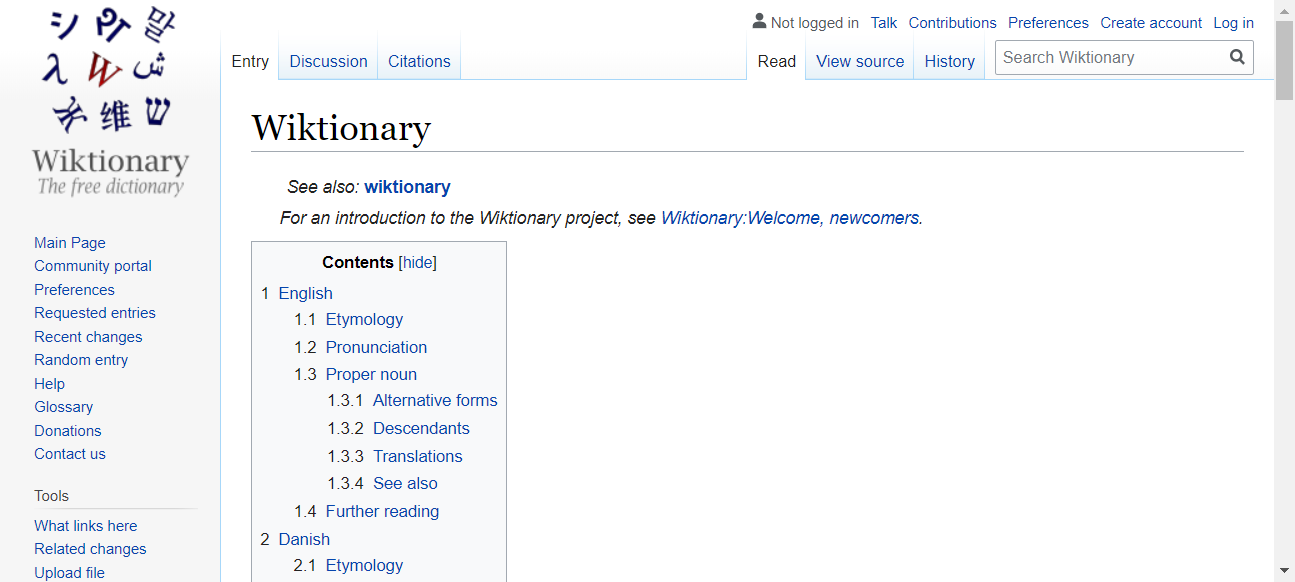 シ वि 말
λ W ش
维 ש
Wiktionary
The free dictionary
Main Page
Community portal
Preferences
Requested entries
Recent changes
Random entry
Help
Glossary
Donations
Contact us
Tools
What links here
Related changes
Upload file
Not logged in Talk Contributions Preferences Create account Log in
Entry Discussion Citations Read View source History Search Wiktionary
Wiktionary
See also: wiktionary
For an introduction to the Wiktionary project, see Wiktionary:Welcome, newcomers.
Contents [hide]
1 English
1.1 Etymology
1.2 Pronunciation
1.3 Proper noun
1.3.1 Alternative forms
1.3.2 Descendants
1.3.3 Translations
1.3.4 See also
1.4 Further reading
2 Danish
2.1 Etymology